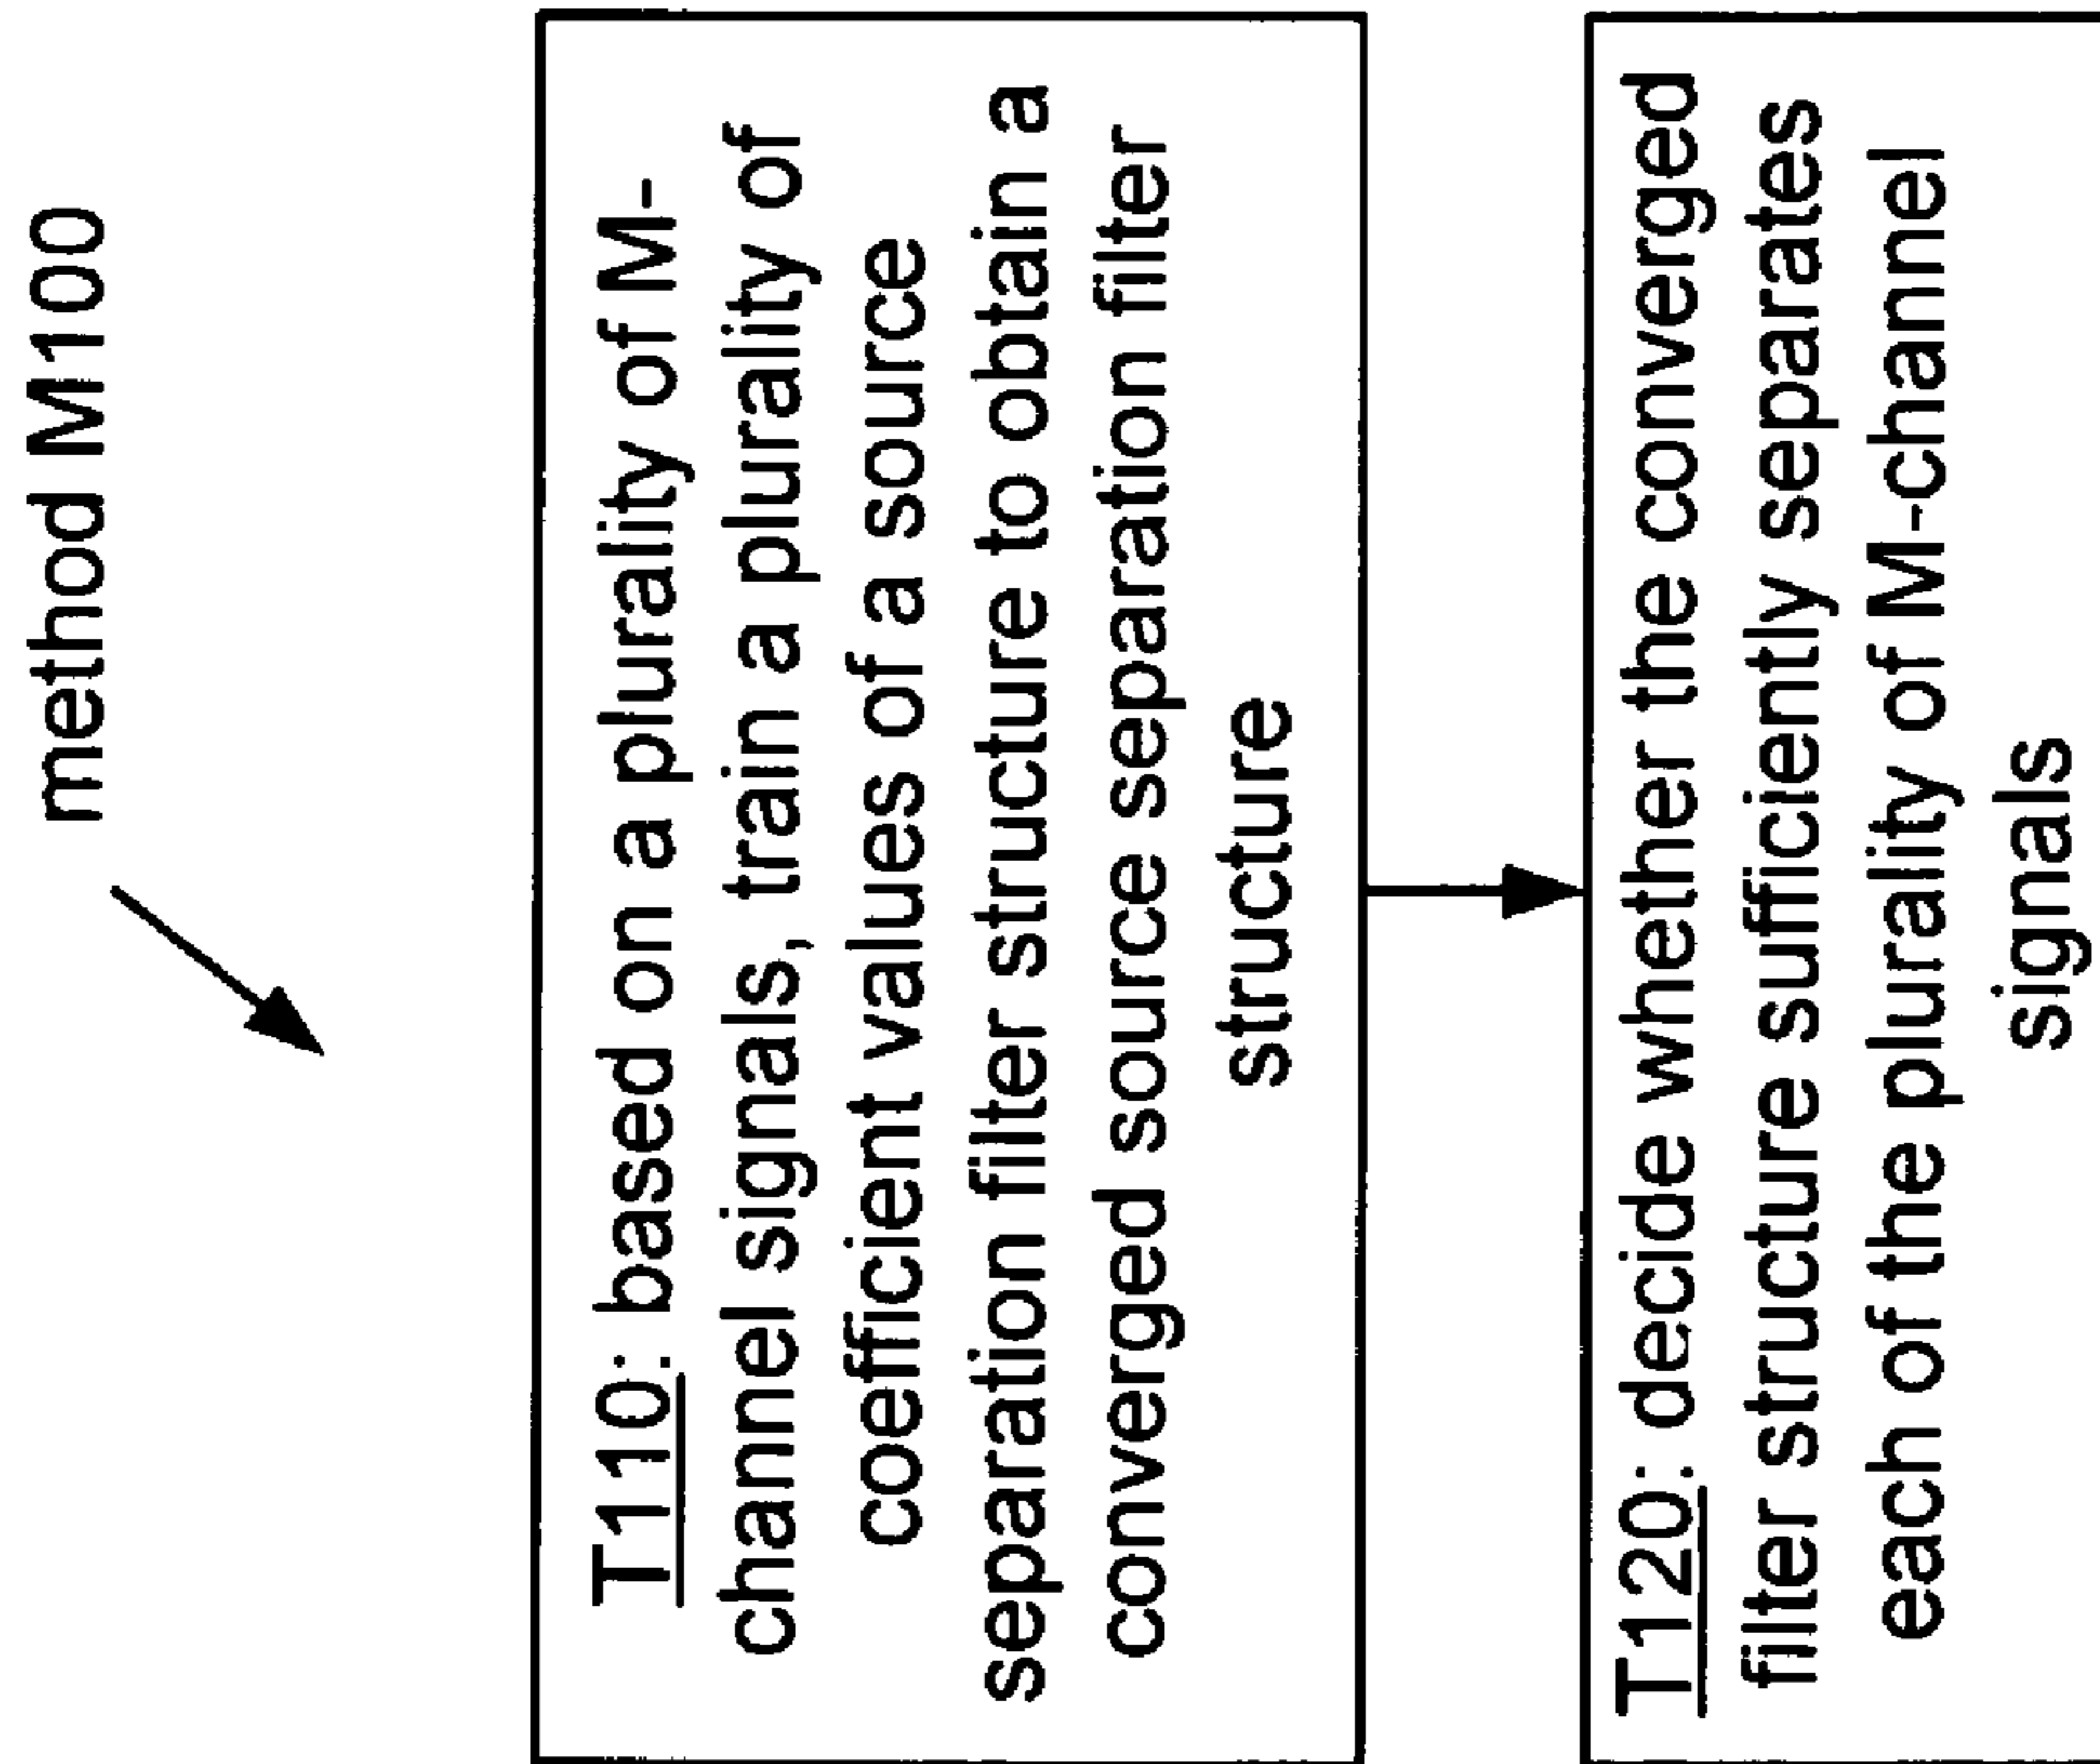 method M100
T110: based on a plurality of M-
channel signals, train a plurality of
coefficient values of a source
separation filter structure to obtain a
converged source separation filter
structure
T120: decide whether the converged
filter structure sufficiently separates
each of the plurality of M-channel
signals